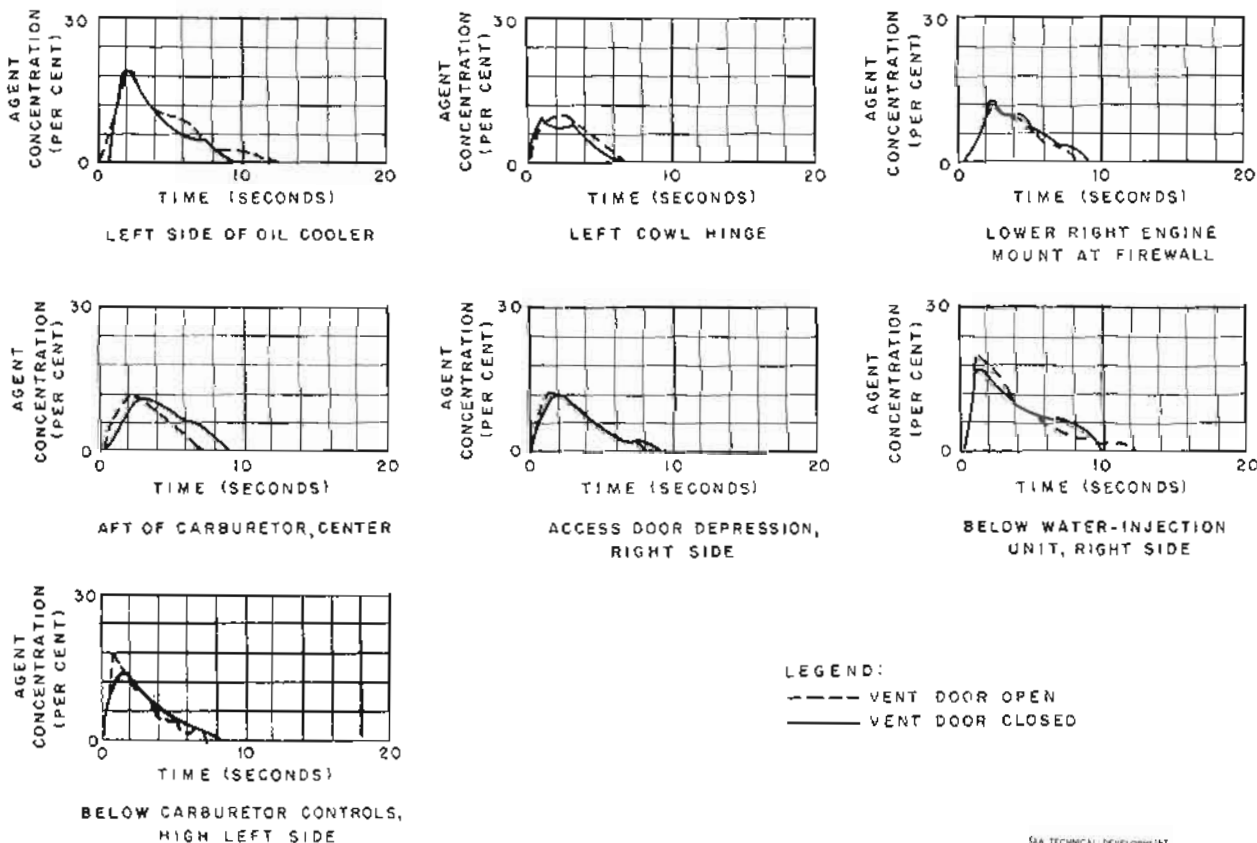 30
AGENT
CONCENTRATION
(PER CENT)
0
0
10
20
TIME (SECONDS)
LEFT SIDE OF OIL COOLER
30
AGENT
CONCENTRATION
(PER CENT)
0
0
10
20
TIME (SECONDS)
LEFT COWL HINGE
30
AGENT
CONCENTRATION
(PER CENT)
0
0
10
20
TIME (SECONDS)
LOWER RIGHT ENGINE
MOUNT AT FIREWALL
30
AGENT
CONCENTRATION
(PER CENT)
0
0
10
20
TIME (SECONDS)
AFT OF CARBURETOR, CENTER
30
AGENT
CONCENTRATION
(PER CENT)
0
0
10
20
TIME (SECONDS)
ACCESS DOOR DEPRESSION,
RIGHT SIDE
30
AGENT
CONCENTRATION
(PER CENT)
0
0
10
20
TIME (SECONDS)
BELOW WATER-INJECTION
UNIT, RIGHT SIDE
30
AGENT
CONCENTRATION
(PER CENT)
0
0
10
20
TIME (SECONDS)
BELOW CARBURETOR CONTROLS,
HIGH LEFT SIDE
LEGEND:
VENT DOOR OPEN
VENT DOOR CLOSED
TECHNICAL DEVELOPMENT